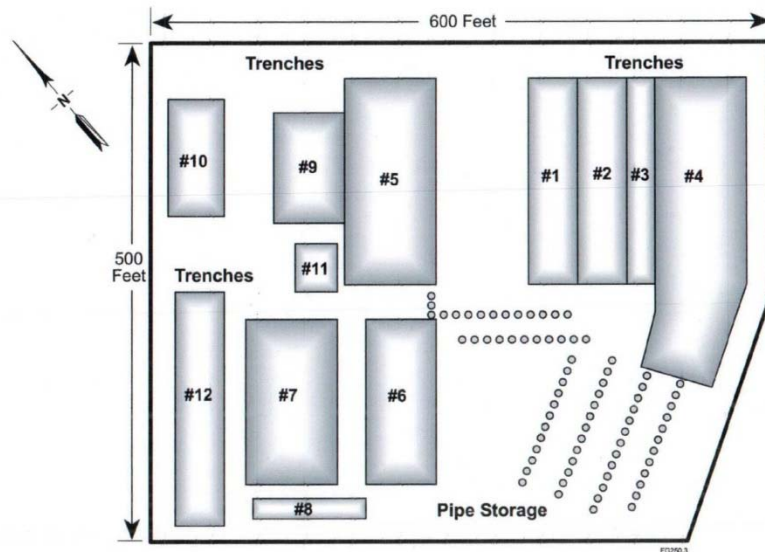 600 Feet
Trenches
Trenches
N
#10
#9
#5
#1
#2
#3
#4
500
Feet
#11
Trenches
#12
#7
#6
#8
Pipe Storage